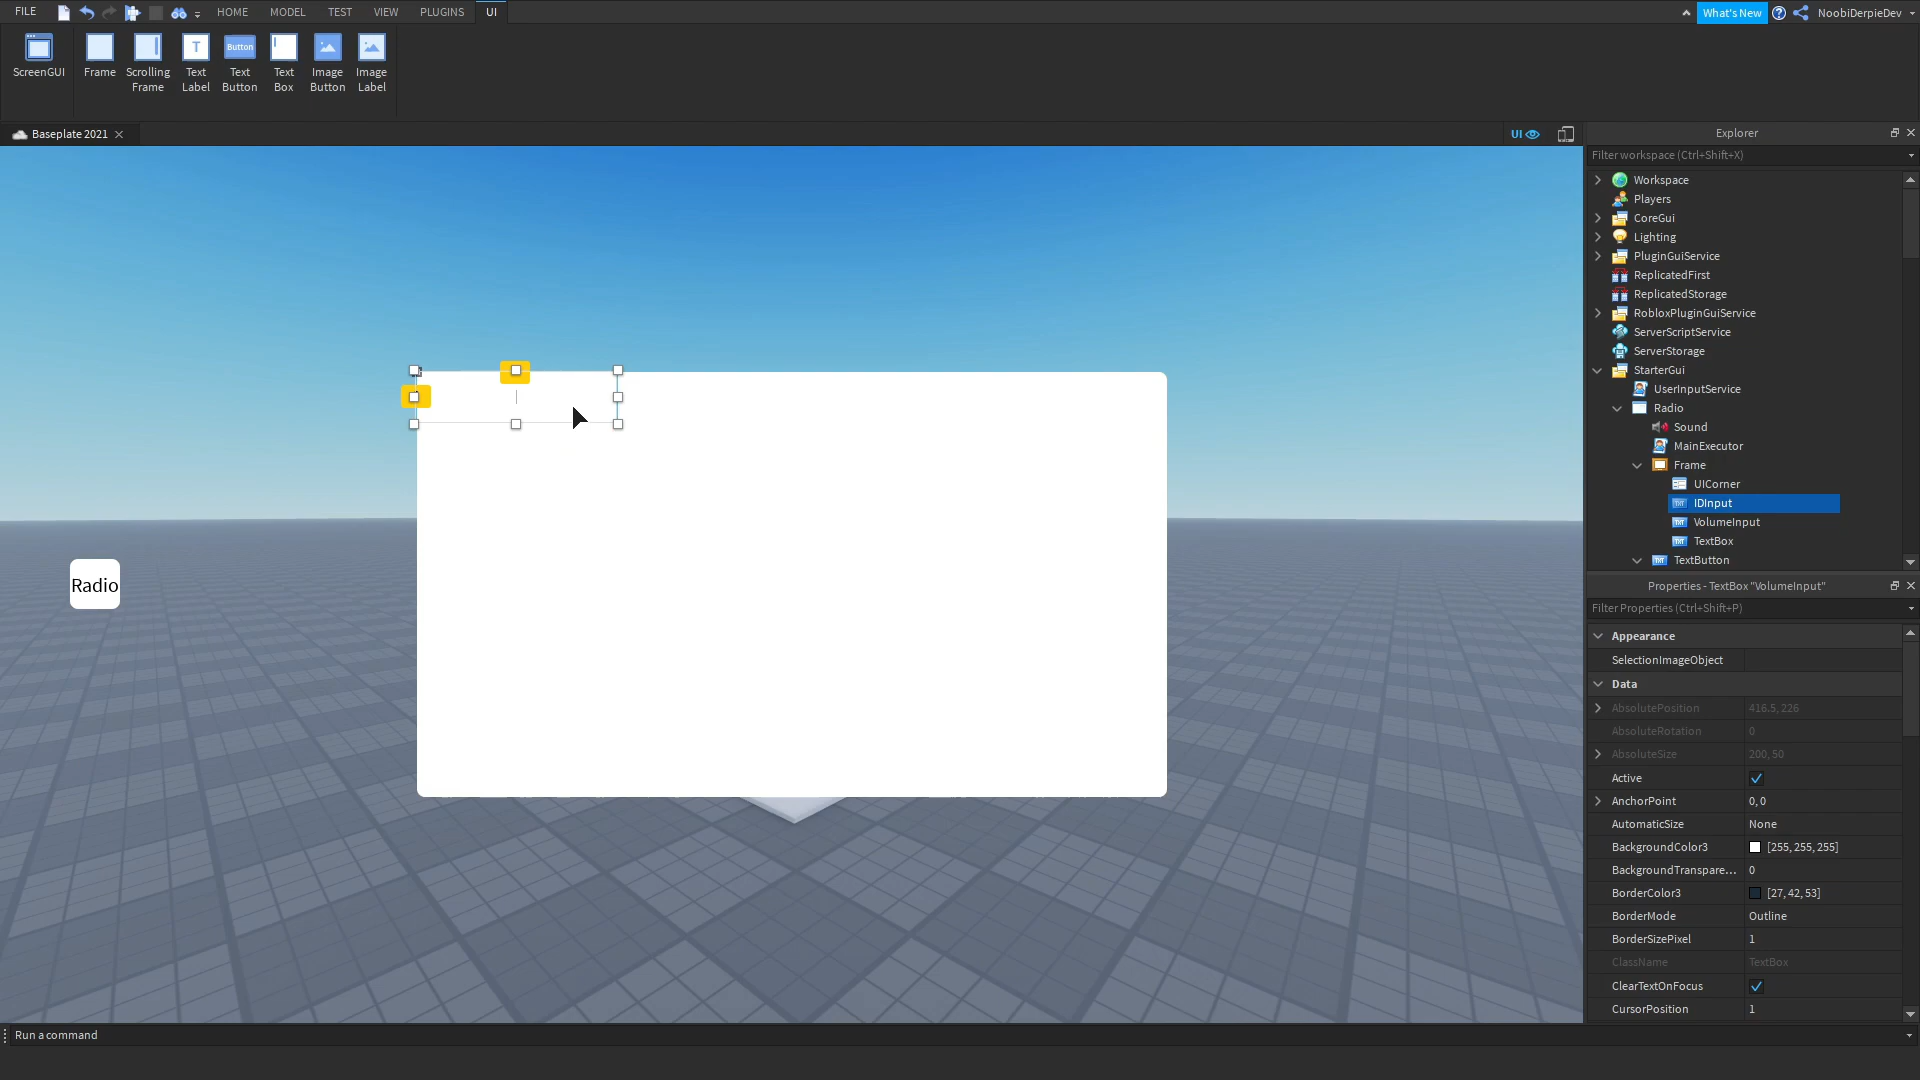 FILE
HOME
MODEL
TEST
VIEW
PLUGINS
UI
What's New
NoobiDerpieDev
ScreenGUI
Frame
Scrolling
Frame
T
Text
Label
Button
Text
Button
Text
Box
Image
Button
Image
Label
Baseplate 2021
UI
Explorer
Filter workspace (Ctrl+Shift+X)
Workspace
Players
CoreGui
Lighting
PluginGuiService
ReplicatedFirst
ReplicatedStorage
RobloxPluginGuiService
ServerScriptService
ServerStorage
StarterGui
UserInputService
Radio
Sound
MainExecutor
Frame
UICorner
IDInput
VolumeInput
TextBox
TextButton
Radio
Properties - TextBox "VolumeInput"
Filter Properties (Ctrl+Shift+P)
Appearance
SelectionImageObject
Data
AbsolutePosition 416.5, 226
AbsoluteRotation 0
AbsoluteSize 200, 50
Active
AnchorPoint 0, 0
AutomaticSize None
BackgroundColor3 [255, 255, 255]
BackgroundTranspare... 0
BorderColor3 [27, 42, 53]
BorderMode Outline
BorderSizePixel 1
ClassName TextBox
ClearTextOnFocus
CursorPosition 1
Run a command